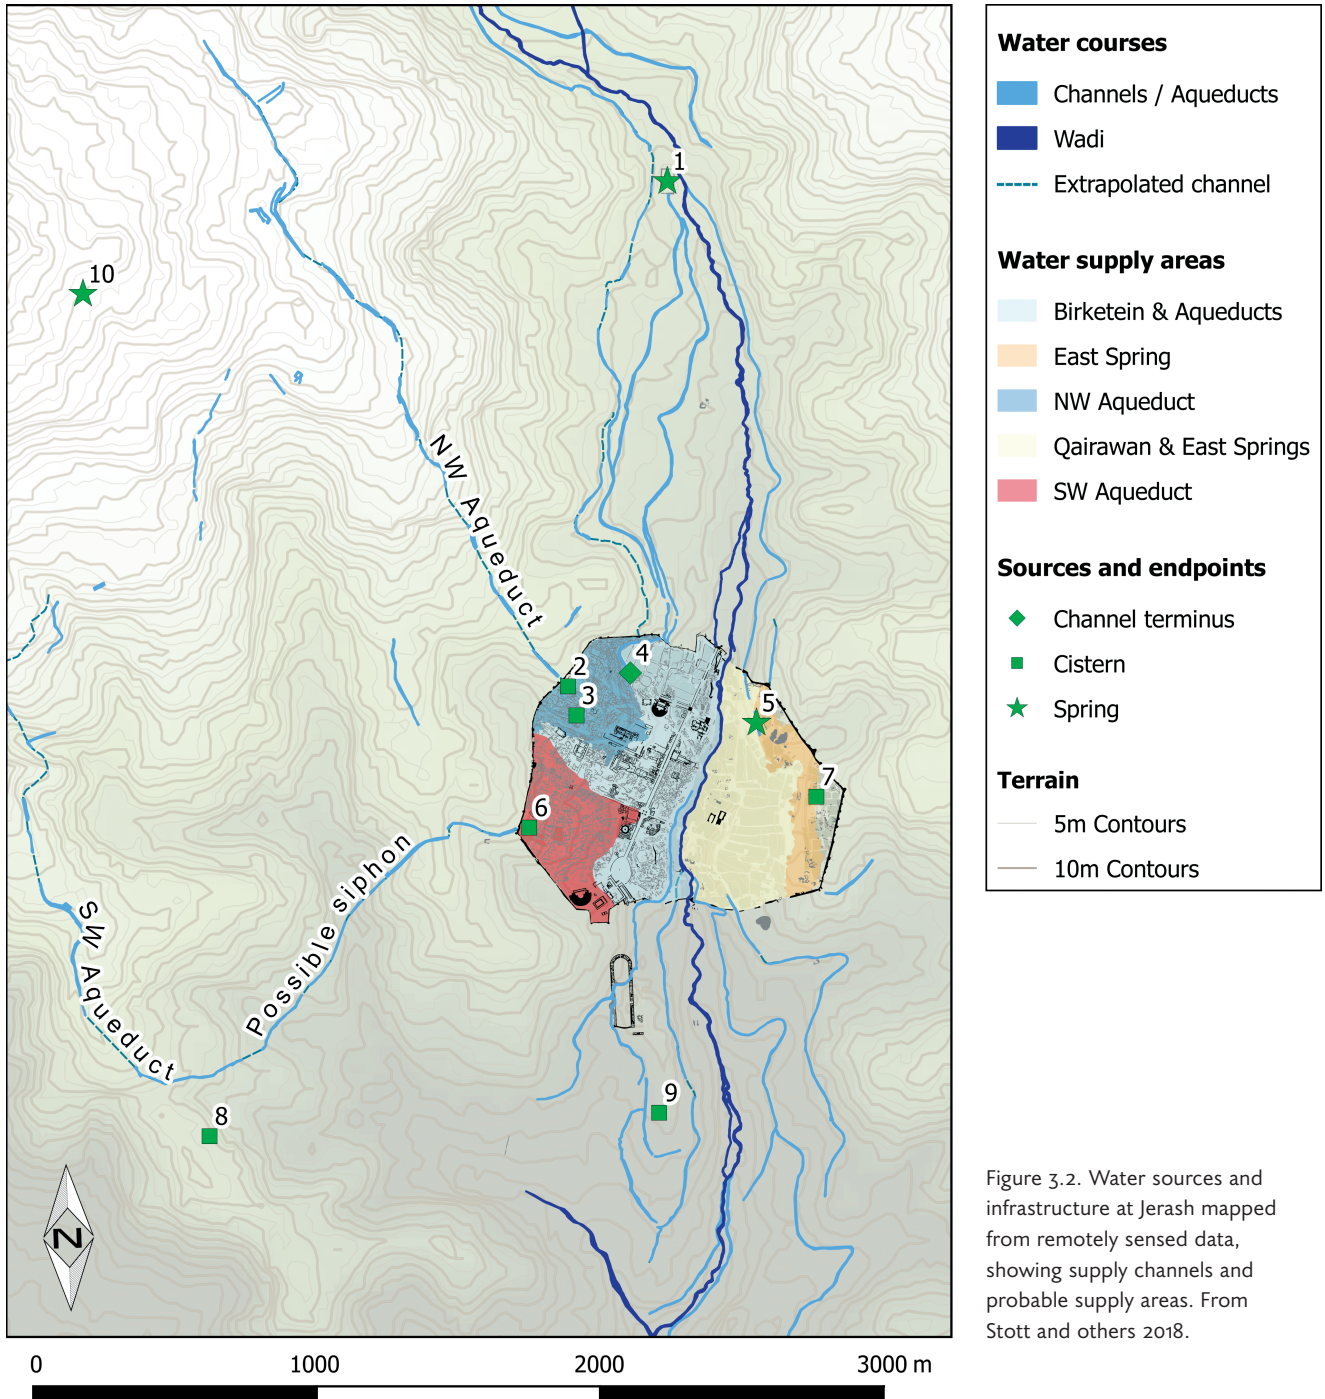 1
10
NW Aqueduct
2
3
4
5
6
7
Possible siphon
SW Aqueduct
8
9
N
0 1000 2000 3000 m
Water courses
Channels / Aqueducts
Wadi
Extrapolated channel
Water supply areas
Birketein & Aqueducts
East Spring
NW Aqueduct
Qairawan & East Springs
SW Aqueduct
Sources and endpoints
Channel terminus
Cistern
Spring
Terrain
5m Contours
10m Contours
Figure 3.2. Water sources and
infrastructure at Jerash mapped
from remotely sensed data,
showing supply channels and
probable supply areas. From
Stott and others 2018.